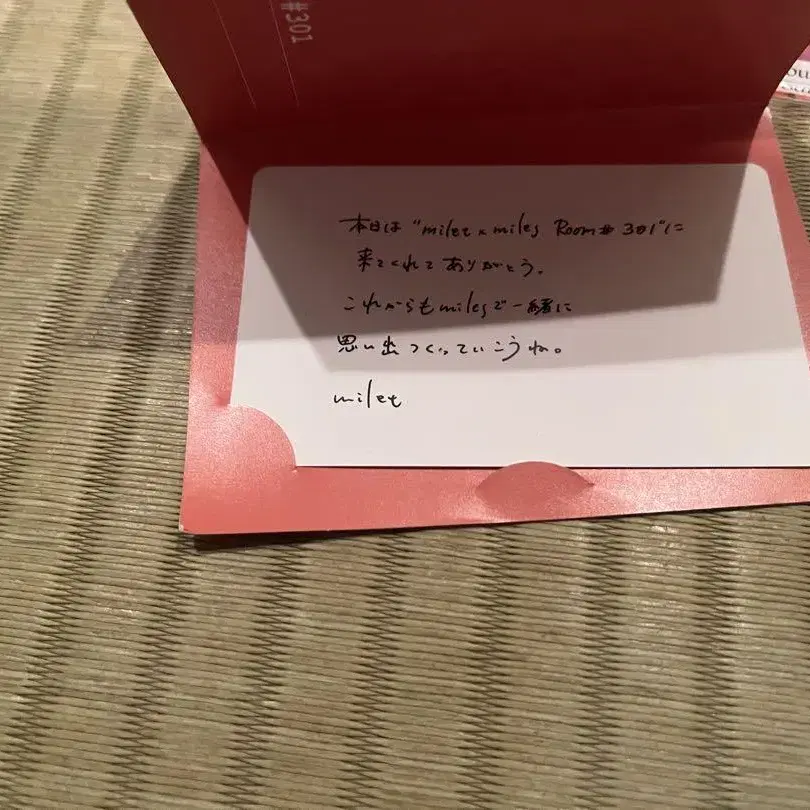 #301
本日は "milet × miles Room # 301"に
来てくれてありがとう。
これからもmilesで一緒に
思い出つくっていこうね。
milet
ou